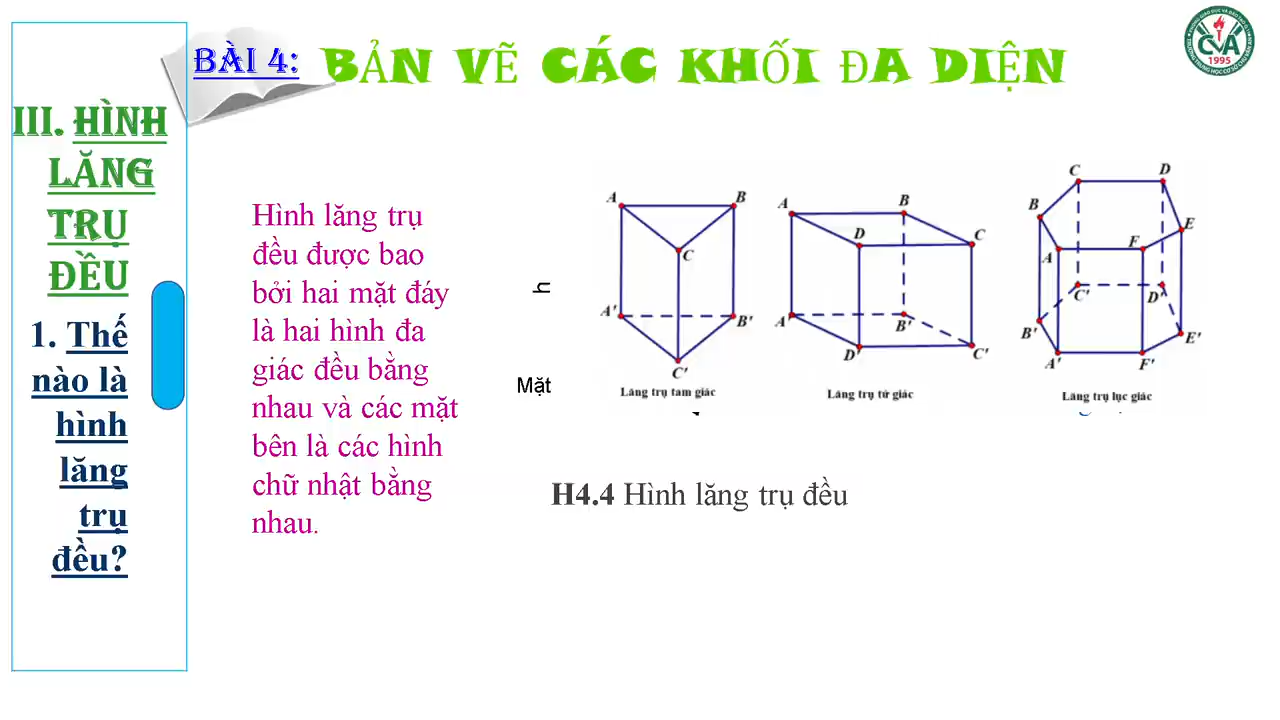 BÀI 4: BẢN VẼ CÁC KHỐI ĐA DIỆN
CVA
1995
III. HÌNH
LĂNG
TRỤ
ĐỀU
1. Thế
nào là
hình
lăng
trụ
đều?
Hình lăng trụ
đều được bao
bởi hai mặt đáy
là hai hình đa
giác đều bằng
nhau và các mặt
bên là các hình
chữ nhật bằng
nhau.
h
Mặt
A B
C
A' B'
C'
Lăng trụ tam giác
A B
D C
A' B'
D' C'
Lăng trụ tứ giác
C D
B E
A F
C' D'
B' E'
A' F'
Lăng trụ lục giác
H4.4 Hình lăng trụ đều